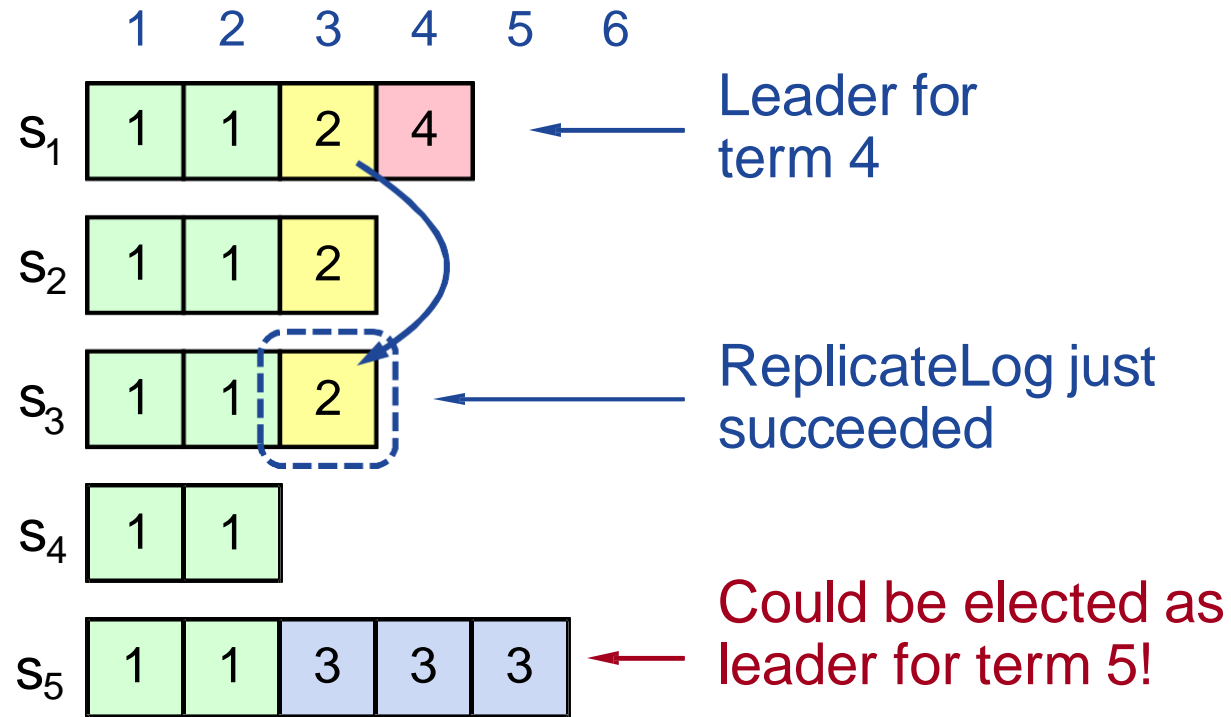 1 2 3 4 5 6
s1 1 1 2 4
Leader for
term 4
s2 1 1 2
s3 1 1 2
ReplicateLog just
succeeded
s4 1 1
s5 1 1 3 3 3
Could be elected as
leader for term 5!